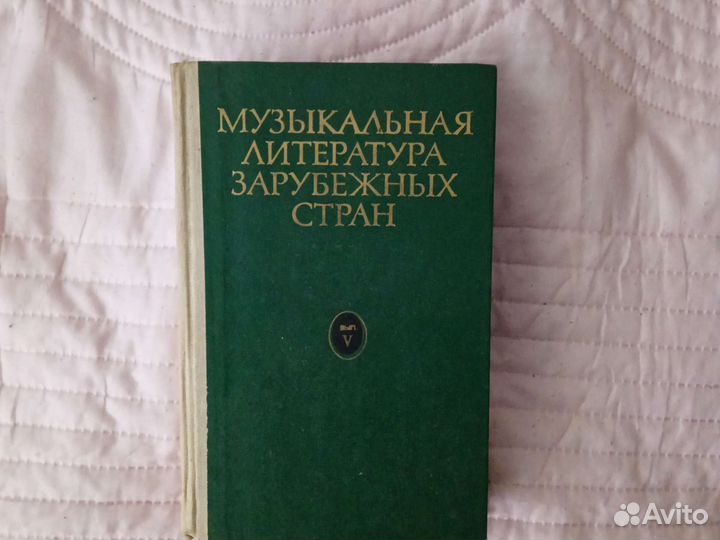 МУЗЫКАЛЬНАЯ
ЛИТЕРАТУРА
ЗАРУБЕЖНЫХ
СТРАН
ВЫП.
V
Avito